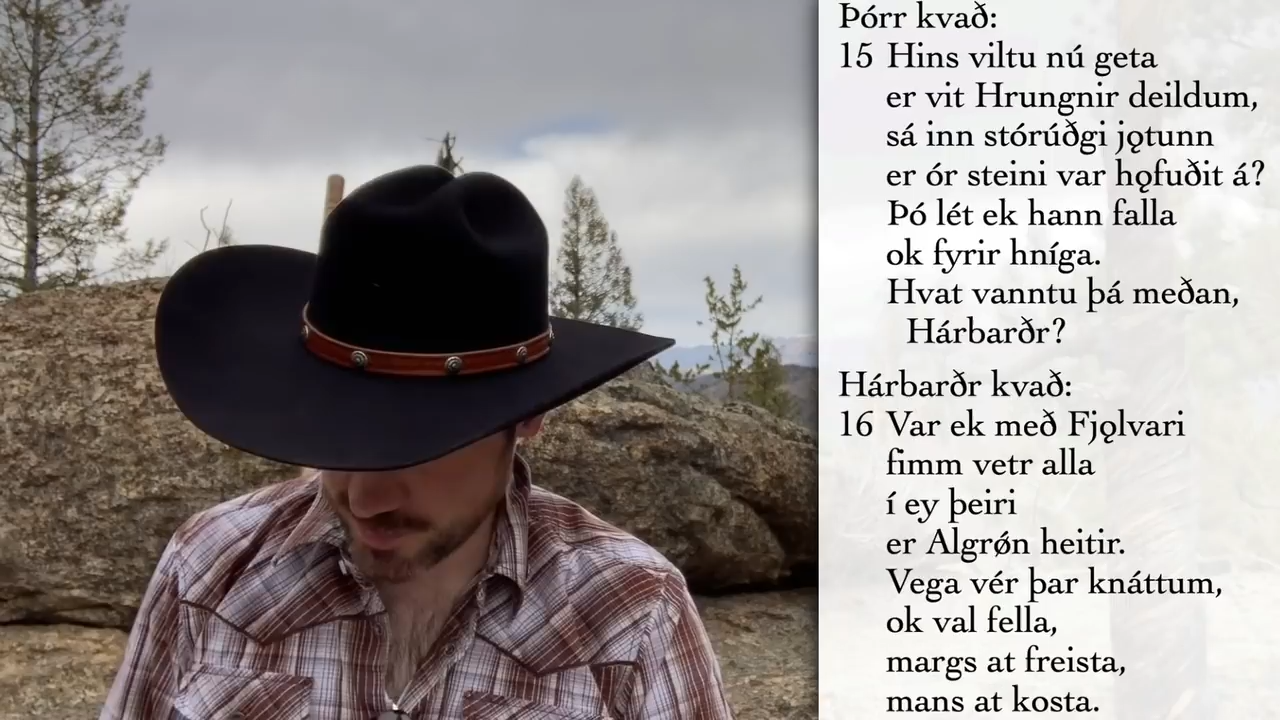 Þórr kvað:
15 Hins viltu nú geta
er vit Hrungnir deildum,
sá inn stórúðgi jǫtunn
er ór steini var hǫfuðit á?
Þó lét ek hann falla
ok fyrir hníga.
Hvat vanntu þá meðan,
Hárbarðr?
Hárbarðr kvað:
16 Var ek með Fjǫlvari
fimm vetr alla
í ey þeiri
er Algrǿn heitir.
Vega vér þar knáttum,
ok val fella,
margs at freista,
mans at kosta.